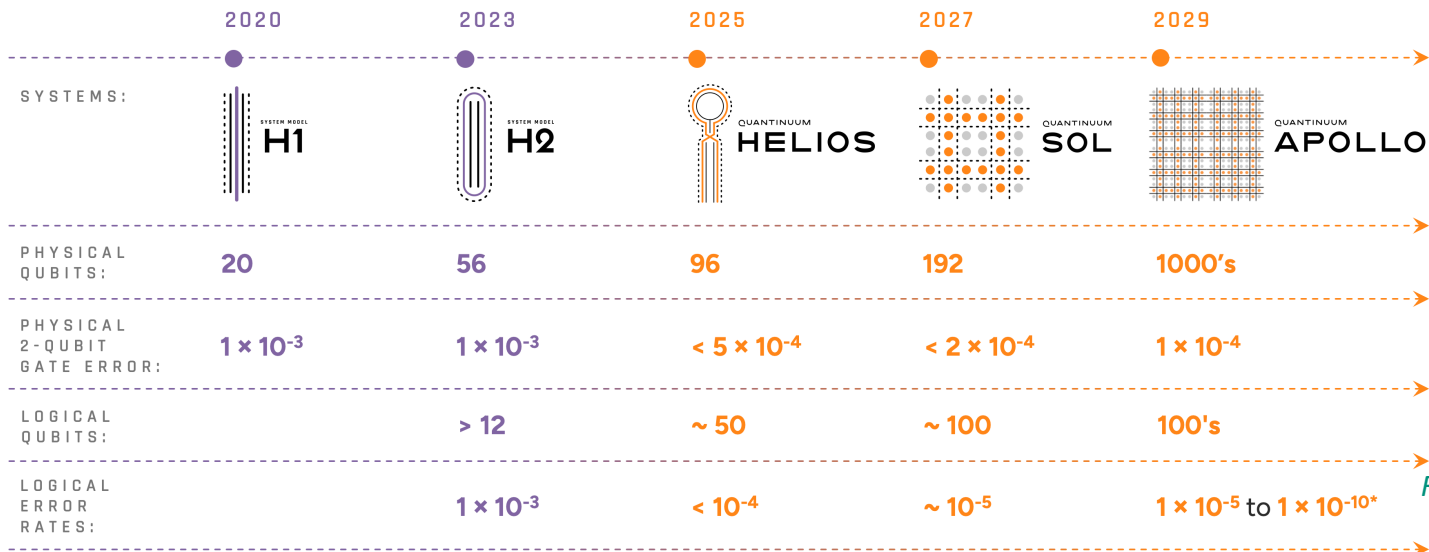 2020 2023 2025 2027 2029
SYSTEMS:
SYSTEM MODEL
H1
SYSTEM MODEL
H2
QUANTINUUM
HELIOS
QUANTINUUM
SOL
QUANTINUUM
APOLLO
PHYSICAL
QUBITS:
20 56 96 192 1000’s
PHYSICAL
2-QUBIT
GATE ERROR:
1 × 10⁻³ 1 × 10⁻³ < 5 × 10⁻⁴ < 2 × 10⁻⁴ 1 × 10⁻⁴
LOGICAL
QUBITS:
> 12 ~ 50 ~ 100 100's
LOGICAL
ERROR
RATES:
1 × 10⁻³ < 10⁻⁴ ~ 10⁻⁵ 1 × 10⁻⁵ to 1 × 10⁻¹⁰*